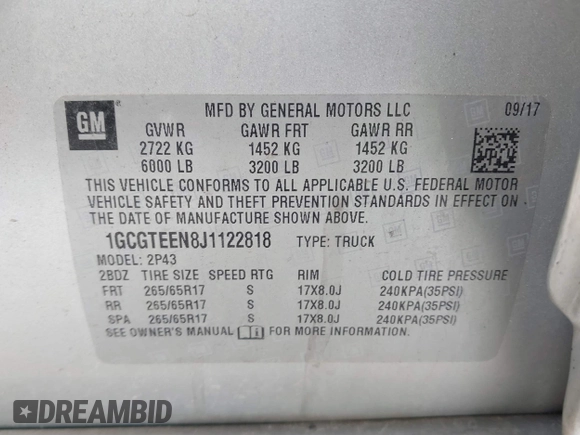 GM
MFD BY GENERAL MOTORS LLC 09/17
GVWR GAWR FRT GAWR RR
2722 KG 1452 KG 1452 KG
6000 LB 3200 LB 3200 LB
THIS VEHICLE CONFORMS TO ALL APPLICABLE U.S. FEDERAL MOTOR
VEHICLE SAFETY AND THEFT PREVENTION STANDARDS IN EFFECT ON
THE DATE OF MANUFACTURE SHOWN ABOVE.
1GCGTEEN8J1122818 TYPE: TRUCK
MODEL: 2P43
2BDZ TIRE SIZE SPEED RTG RIM COLD TIRE PRESSURE
FRT 265/65R17 S 17X8.0J 240KPA(35PSI)
RR 265/65R17 S 17X8.0J 240KPA(35PSI)
SPA 265/65R17 S 17X8.0J 240KPA(35PSI)
SEE OWNER'S MANUAL FOR MORE INFORMATION.
DREAMBID